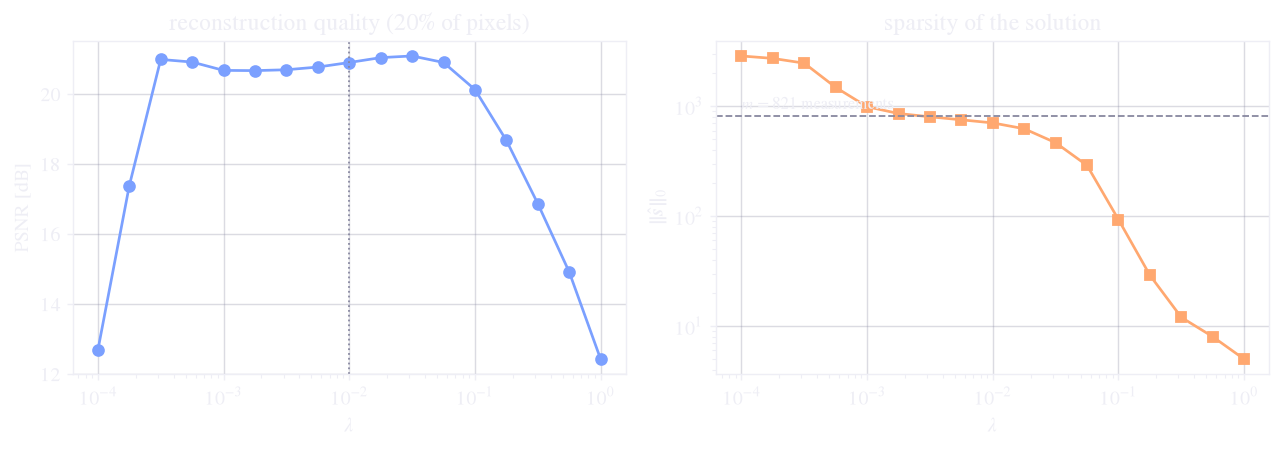 reconstruction quality (20% of pixels)
PSNR [dB]
20
18
16
14
12
10⁻⁴ 10⁻³ 10⁻² 10⁻¹ 10⁰
λ
sparsity of the solution
m = 821 measurements
‖ŝ‖₀
10³
10²
10¹
10⁻⁴ 10⁻³ 10⁻² 10⁻¹ 10⁰
λ